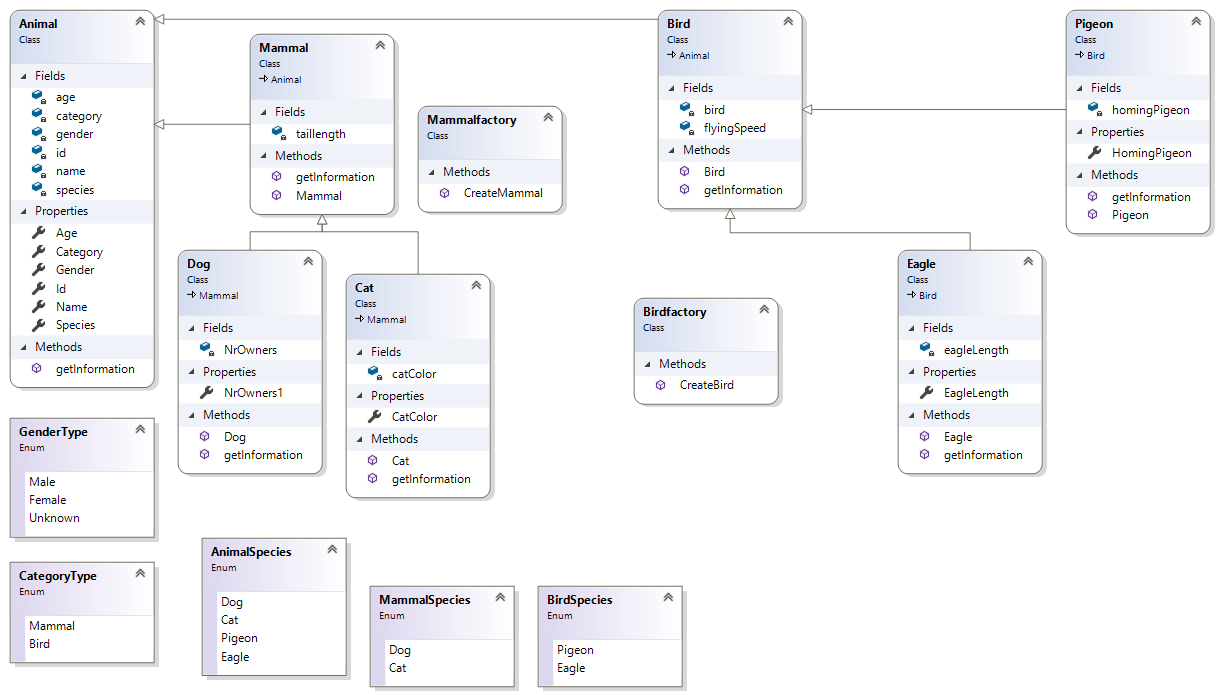 Animal
Class
Fields
age
category
gender
id
name
species
Properties
Age
Category
Gender
Id
Name
Species
Methods
getInformation
Mammal
Class
Animal
Fields
taillength
Methods
getInformation
Mammal
Mammalfactory
Class
Methods
CreateMammal
Bird
Class
Animal
Fields
bird
flyingSpeed
Methods
Bird
getInformation
Pigeon
Class
Bird
Fields
homingPigeon
Properties
HomingPigeon
Methods
getInformation
Pigeon
Dog
Class
Mammal
Fields
NrOwners
Properties
NrOwners1
Methods
Dog
getInformation
Cat
Class
Mammal
Fields
catColor
Properties
CatColor
Methods
Cat
getInformation
Birdfactory
Class
Methods
CreateBird
Eagle
Class
Bird
Fields
eagleLength
Properties
EagleLength
Methods
Eagle
getInformation
GenderType
Enum
Male
Female
Unknown
CategoryType
Enum
Mammal
Bird
AnimalSpecies
Enum
Dog
Cat
Pigeon
Eagle
MammalSpecies
Enum
Dog
Cat
BirdSpecies
Enum
Pigeon
Eagle